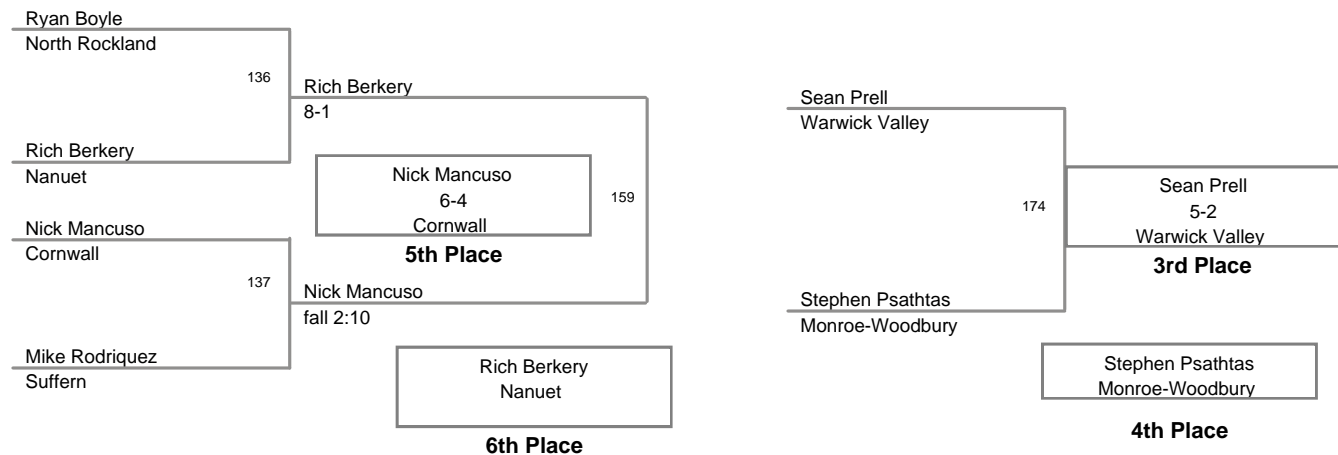 Ryan Boyle
North Rockland
136
Rich Berkery
8-1
Rich Berkery
Nanuet
Nick Mancuso
6-4
Cornwall
5th Place
159
Nick Mancuso
Cornwall
137
Nick Mancuso
fall 2:10
Mike Rodriquez
Suffern
Rich Berkery
Nanuet
6th Place
Sean Prell
Warwick Valley
174
Sean Prell
5-2
Warwick Valley
3rd Place
Stephen Psathtas
Monroe-Woodbury
Stephen Psathtas
Monroe-Woodbury
4th Place